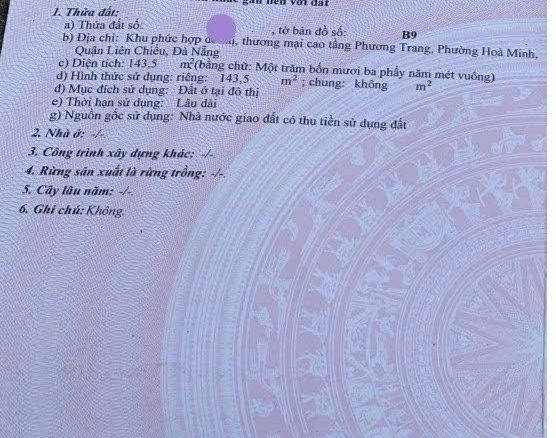 gắn liền với đất
1. Thửa đất:
a) Thửa đất số: , tờ bản đồ số: B9
b) Địa chỉ: Khu phức hợp thị, thương mại cao tầng Phương Trang, Phường Hoà Minh,
Quận Liên Chiểu, Đà Nẵng
c) Diện tích: 143,5 m² (bằng chữ: Một trăm bốn mươi ba phẩy năm mét vuông)
d) Hình thức sử dụng: riêng: 143,5 m² ; chung: không m²
đ) Mục đích sử dụng: Đất ở tại đô thị
e) Thời hạn sử dụng: Lâu dài
g) Nguồn gốc sử dụng: Nhà nước giao đất có thu tiền sử dụng đất
2. Nhà ở: -/-.
3. Công trình xây dựng khác: -/-.
4. Rừng sản xuất là rừng trồng: -/-.
5. Cây lâu năm: -/-.
6. Ghi chú: Không.